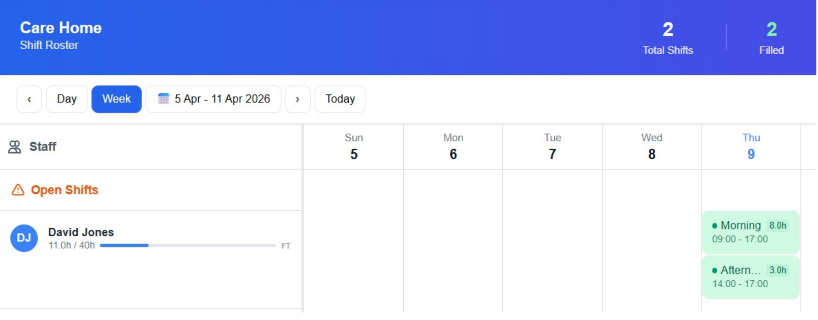 Care Home
Shift Roster
2
Total Shifts
2
Filled
‹
Day
Week
5 Apr - 11 Apr 2026
›
Today
Staff
Sun
5
Mon
6
Tue
7
Wed
8
Thu
9
Open Shifts
DJ
David Jones
11.0h / 40h
FT
Morning 8.0h
09:00 - 17:00
Aftern... 3.0h
14:00 - 17:00